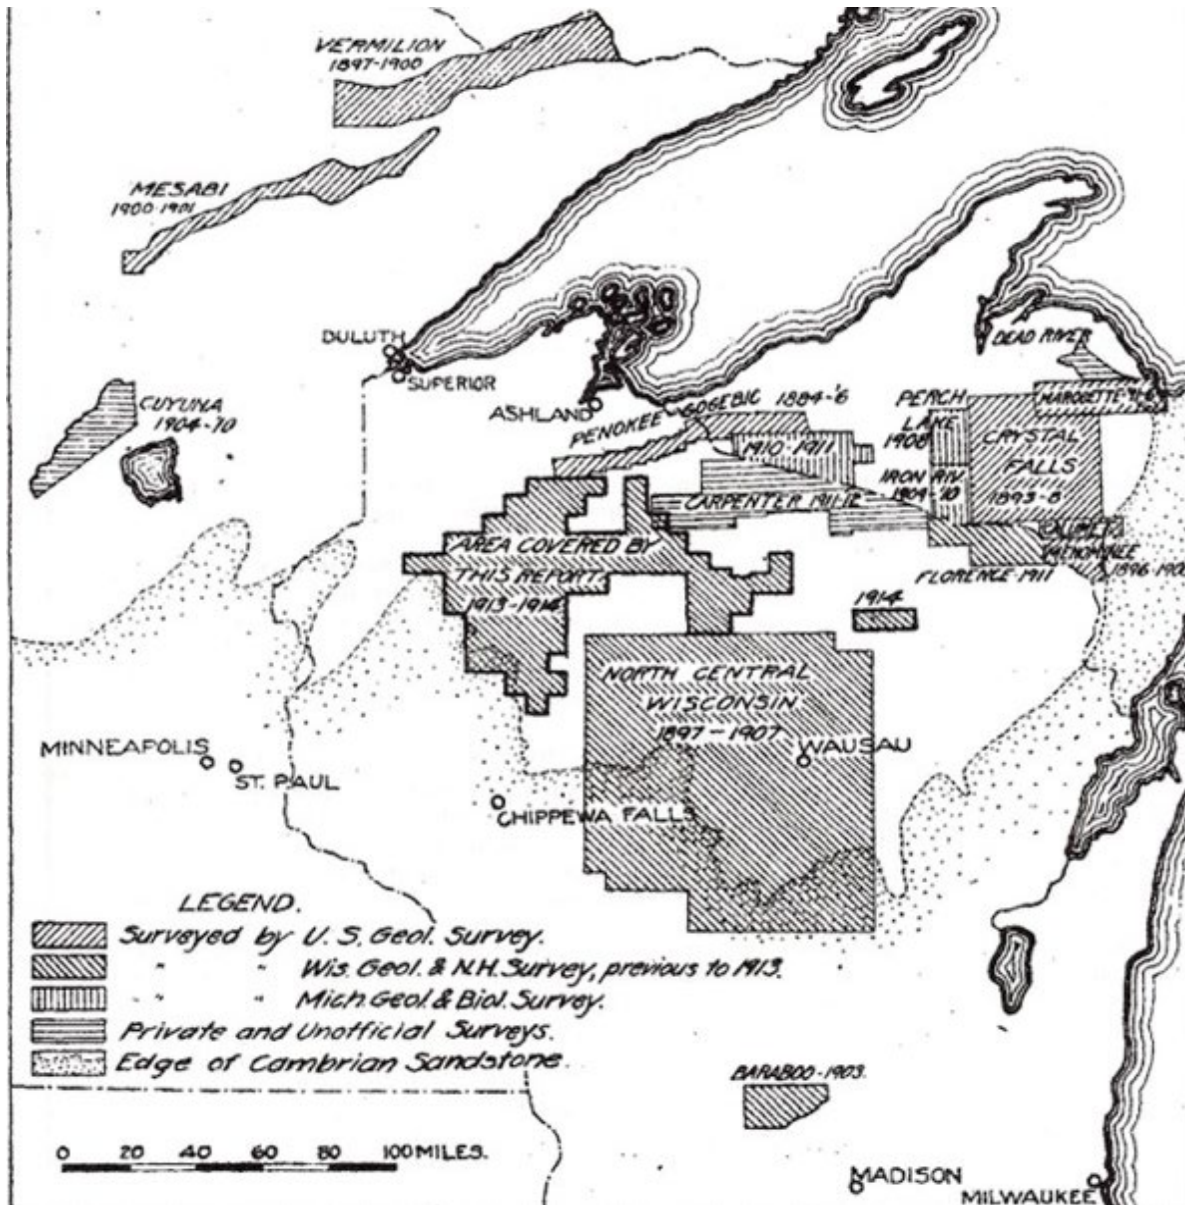 VERMILION
1897-1900
MESABI
1900-1901
DULUTH
SUPERIOR
ASHLAND
DEAD RIVER
CUYUNA
1904-10
PENOKEE GOGEBIC 1884-'6
PERCH
LAKE
1908
MARQUETTE
CRYSTAL
FALLS
1893-8
1910-1911
IRON RIV.
CARPENTER 1911-12
AREA COVERED BY
THIS REPORT.
1913-1914
CALUMET
MENOMINEE
FLORENCE-1911
1914
NORTH CENTRAL
WISCONSIN
1897-1907
WAUSAU
MINNEAPOLIS
ST. PAUL
CHIPPEWA FALLS
LEGEND.
Surveyed by U.S. Geol. Survey.
" " Wis. Geol. & N.H. Survey, previous to 1913.
" " Mich. Geol. & Biol. Survey.
Private and Unofficial Surveys.
Edge of Cambrian Sandstone.
BARABOO-1903.
0 20 40 60 80 100 MILES.
MADISON
MILWAUKEE